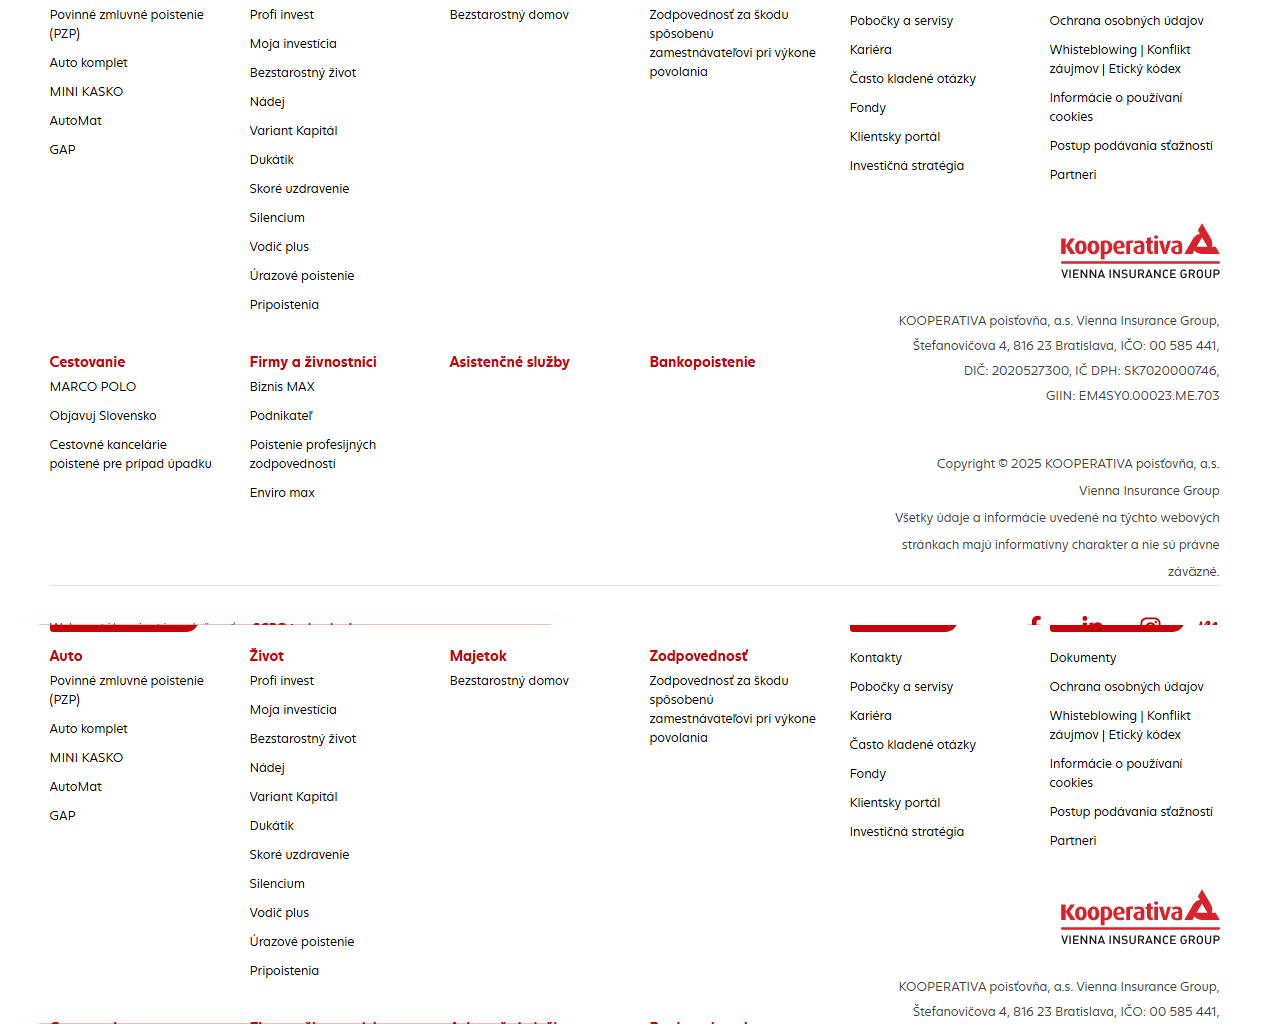 Povinné zmluvné poistenie
(PZP)
Auto komplet
MINI KASKO
AutoMat
GAP
Profi invest
Moja investícia
Bezstarostný život
Nádej
Variant Kapitál
Dukátik
Skoré uzdravenie
Silencium
Vodič plus
Úrazové poistenie
Pripoistenia
Bezstarostný domov
Zodpovednosť za škodu
spôsobenú
zamestnávateľovi pri výkone
povolania
Pobočky a servisy
Kariéra
Často kladené otázky
Fondy
Klientsky portál
Investičná stratégia
Ochrana osobných údajov
Whisteblowing | Konflikt
záujmov | Etický kódex
Informácie o používaní
cookies
Postup podávania sťažností
Partneri
Kooperativa
VIENNA INSURANCE GROUP
KOOPERATIVA poisťovňa, a.s. Vienna Insurance Group,
Štefanovičova 4, 816 23 Bratislava, IČO: 00 585 441,
DIČ: 2020527300, IČ DPH: SK7020000746,
GIIN: EM4SY0.00023.ME.703
Cestovanie
MARCO POLO
Objavuj Slovensko
Cestovné kancelárie
poistené pre prípad úpadku
Firmy a živnostníci
Biznis MAX
Podnikateľ
Poistenie profesijných
zodpovedností
Enviro max
Asistenčné služby
Bankopoistenie
Copyright © 2025 KOOPERATIVA poisťovňa, a.s.
Vienna Insurance Group
Všetky údaje a informácie uvedené na týchto webových
stránkach majú informatívny charakter a nie sú právne
záväzné.
Auto
Povinné zmluvné poistenie
(PZP)
Auto komplet
MINI KASKO
AutoMat
GAP
Život
Profi invest
Moja investícia
Bezstarostný život
Nádej
Variant Kapitál
Dukátik
Skoré uzdravenie
Silencium
Vodič plus
Úrazové poistenie
Pripoistenia
Majetok
Bezstarostný domov
Zodpovednosť
Zodpovednosť za škodu
spôsobenú
zamestnávateľovi pri výkone
povolania
Kontakty
Pobočky a servisy
Kariéra
Často kladené otázky
Fondy
Klientsky portál
Investičná stratégia
Dokumenty
Ochrana osobných údajov
Whisteblowing | Konflikt
záujmov | Etický kódex
Informácie o používaní
cookies
Postup podávania sťažností
Partneri
Kooperativa
VIENNA INSURANCE GROUP
KOOPERATIVA poisťovňa, a.s. Vienna Insurance Group,
Štefanovičova 4, 816 23 Bratislava, IČO: 00 585 441,